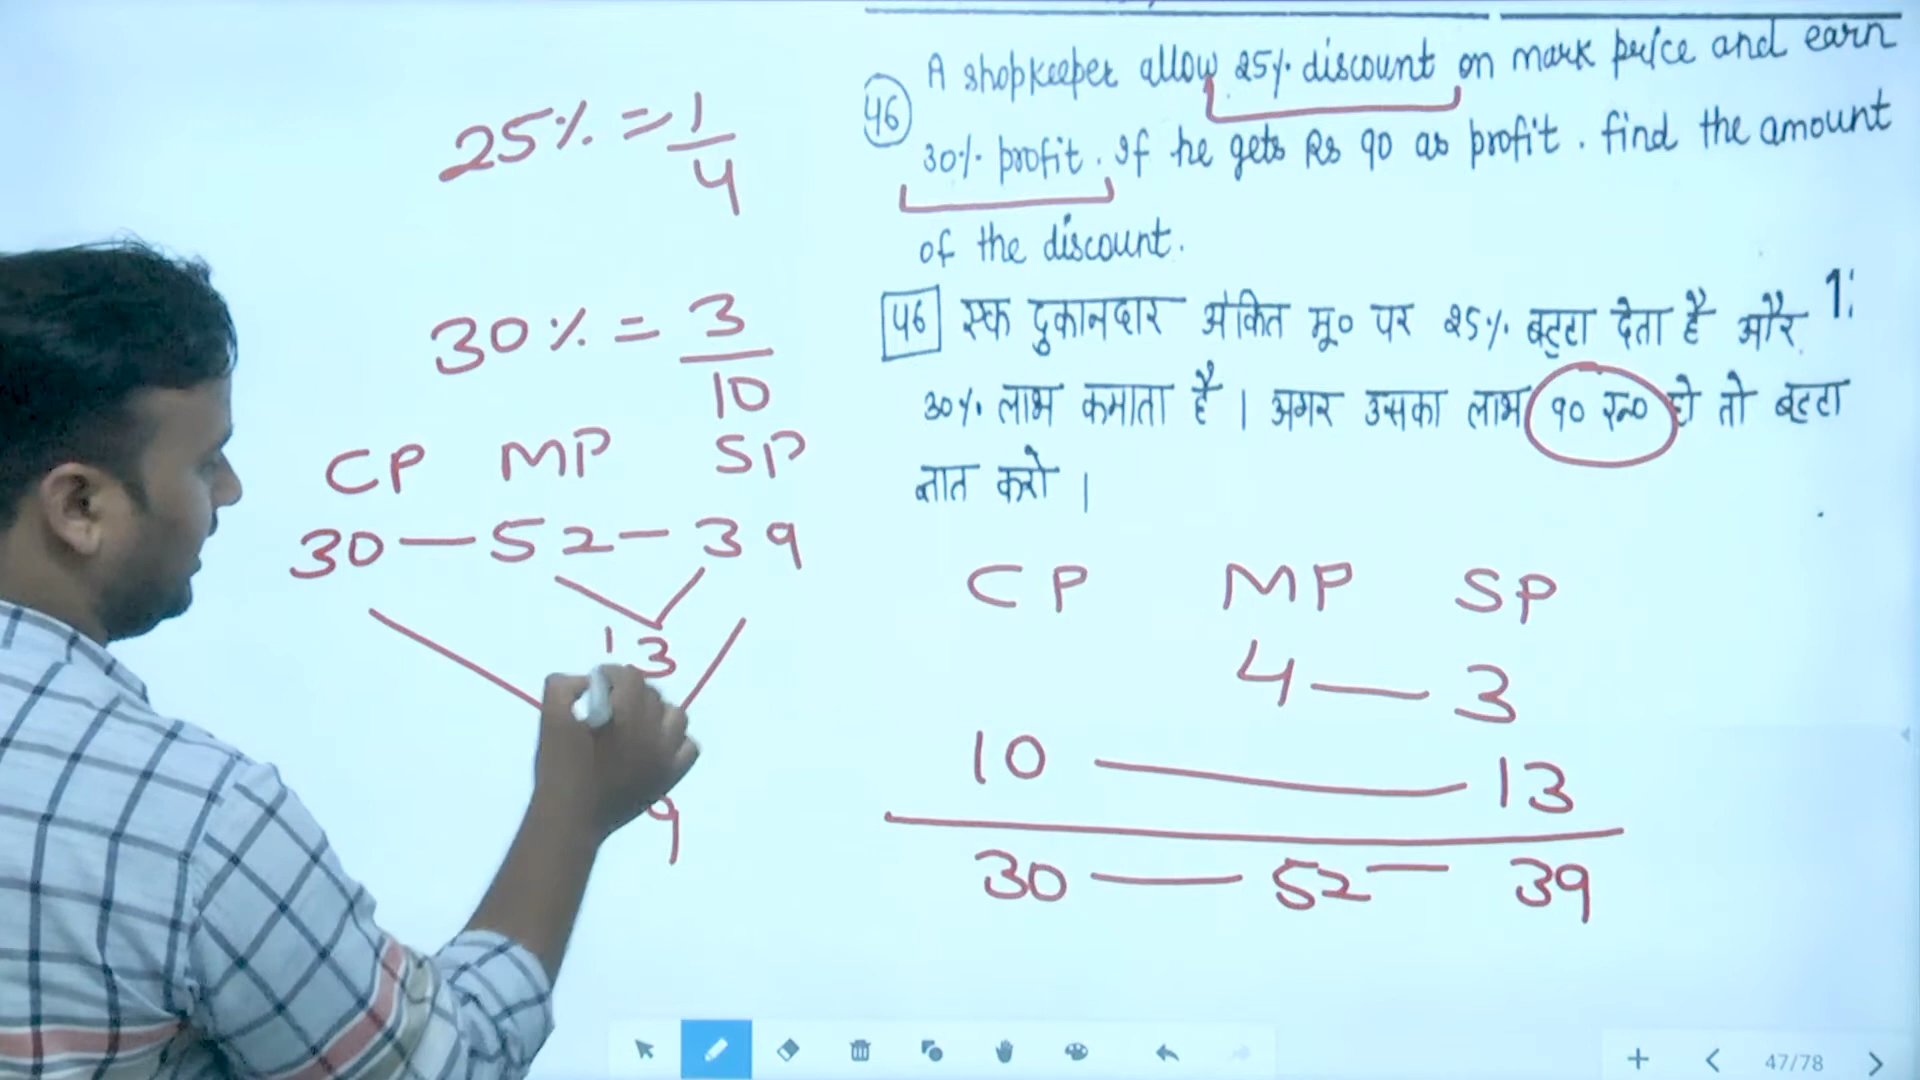 A shopkeeper allow 25% discount on mark price and earn
46
30% profit. If he gets Rs 90 as profit. find the amount
of the discount.
46 एक दुकानदार अंकित मू० पर 25% बट्टा देता है और
30% लाभ कमाता है। अगर उसका लाभ 90 रू० हो तो बट्टा
ज्ञात करो।
25% = 1/4
30% = 3/10
CP MP SP
30 — 52 — 39
13
9
CP MP SP
4 — 3
10 — 13
30 — 52 — 39
47/78